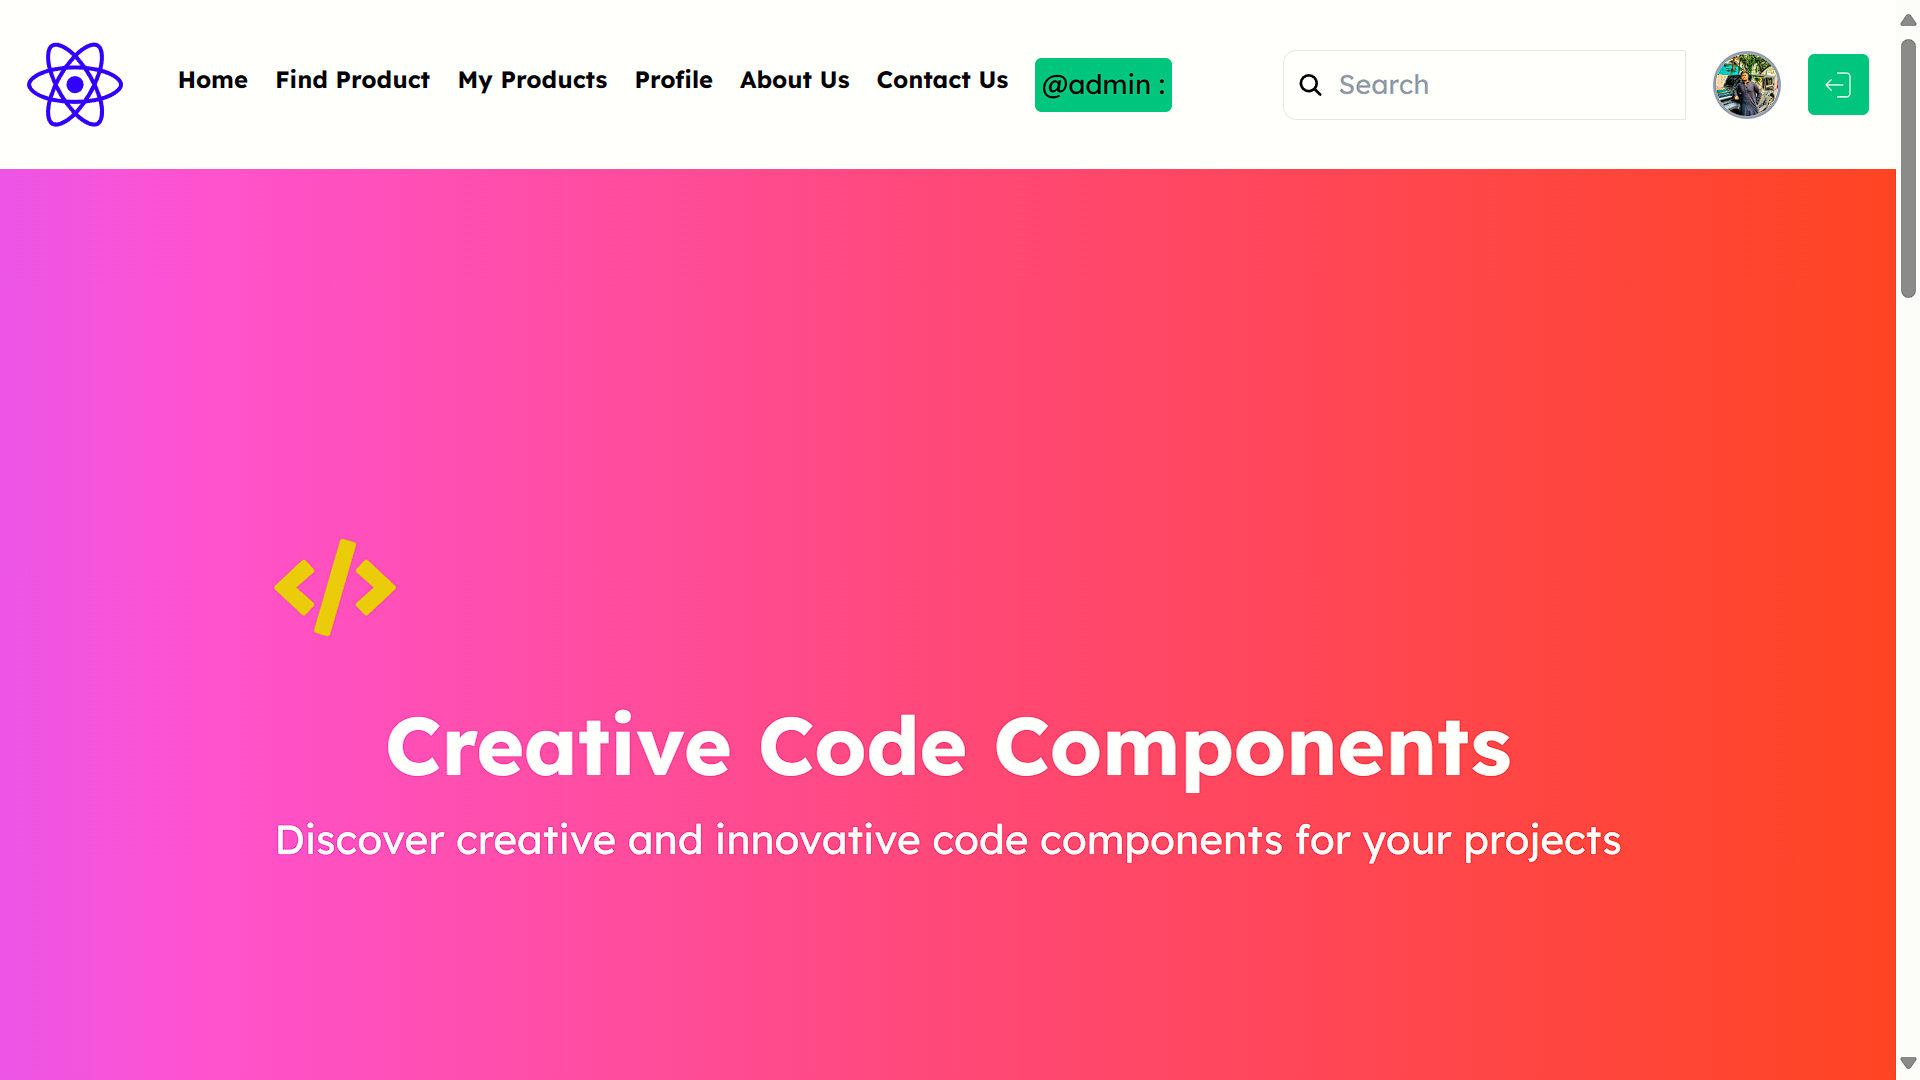 Home Find Product My Products Profile About Us Contact Us @admin : Search
</>
Creative Code Components
Discover creative and innovative code components for your projects